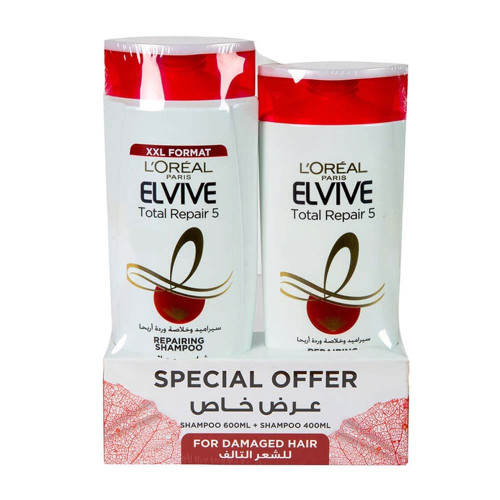 XXL FORMAT
L'ORÉAL
PARIS
ELVIVE
Total Repair 5
سيراميد وخلاصة وردة أريحا
REPAIRING
SHAMPOO
L'ORÉAL
PARIS
ELVIVE
Total Repair 5
سيراميد وخلاصة وردة أريحا
SPECIAL OFFER
عرض خاص
SHAMPOO 600ML + SHAMPOO 400ML
FOR DAMAGED HAIR
للشعر التالف